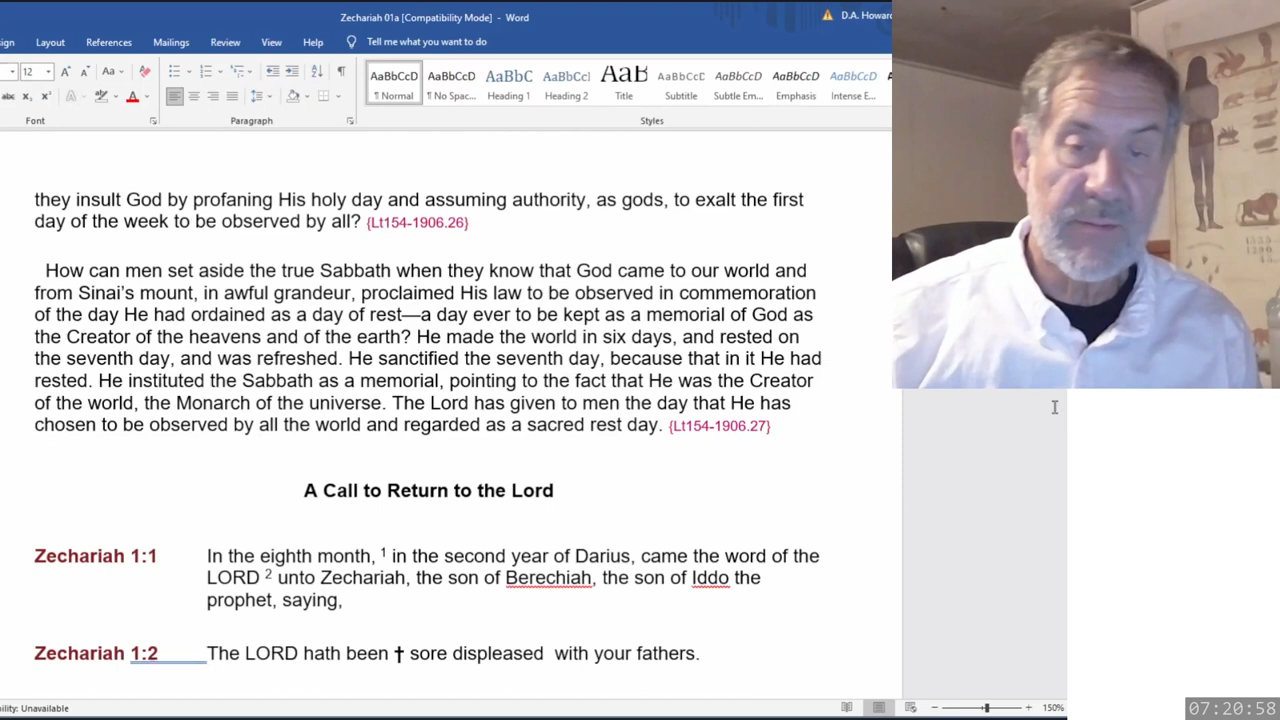 Zechariah 01a [Compatibility Mode] - Word
D.A. Howard
Layout References Mailings Review View Help Tell me what you want to do
12 Aa
AaBbCcD AaBbCcD AaBbC AaBbCc AaB AaBbCcD AaBbCcD AaBbCcD AaBbCcD
¶ Normal ¶ No Spac... Heading 1 Heading 2 Title Subtitle Subtle Em... Emphasis Intense E...
Font Paragraph Styles
they insult God by profaning His holy day and assuming authority, as gods, to exalt the first
day of the week to be observed by all? {Lt154-1906.26}
How can men set aside the true Sabbath when they know that God came to our world and
from Sinai’s mount, in awful grandeur, proclaimed His law to be observed in commemoration
of the day He had ordained as a day of rest—a day ever to be kept as a memorial of God as
the Creator of the heavens and of the earth? He made the world in six days, and rested on
the seventh day, and was refreshed. He sanctified the seventh day, because that in it He had
rested. He instituted the Sabbath as a memorial, pointing to the fact that He was the Creator
of the world, the Monarch of the universe. The Lord has given to men the day that He has
chosen to be observed by all the world and regarded as a sacred rest day. {Lt154-1906.27}
A Call to Return to the Lord
Zechariah 1:1 In the eighth month, 1 in the second year of Darius, came the word of the
LORD 2 unto Zechariah, the son of Berechiah, the son of Iddo the
prophet, saying,
Zechariah 1:2 The LORD hath been † sore displeased with your fathers.
bility: Unavailable
150%
07:20:58